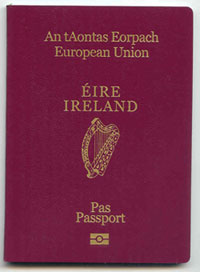 An tAontas Eorpach
European Union
ÉIRE
IRELAND
Pas
Passport